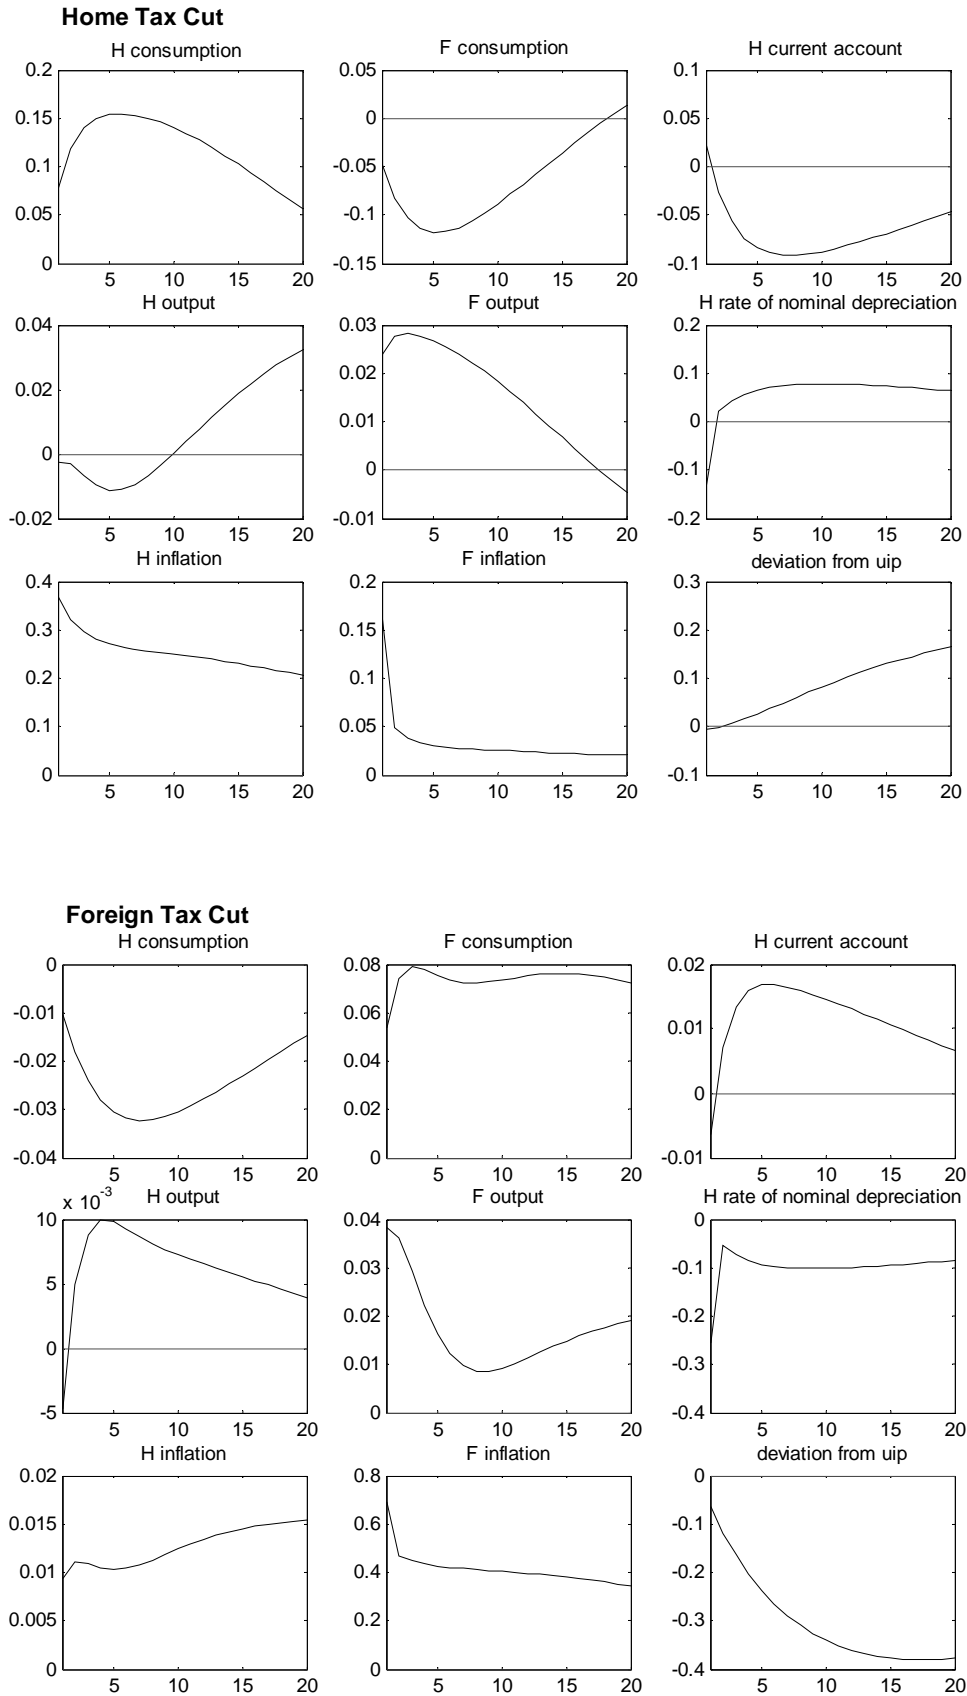 Home Tax Cut
H consumption
F consumption
H current account
0.2
0.15
0.1
0.05
0
5 10 15 20
0.05
0
-0.05
-0.1
-0.15
5 10 15 20
0.1
0.05
0
-0.05
-0.1
5 10 15 20
H output
F output
H rate of nominal depreciation
0.04
0.02
0
-0.02
5 10 15 20
0.03
0.02
0.01
0
-0.01
5 10 15 20
0.2
0.1
0
-0.1
-0.2
5 10 15 20
H inflation
F inflation
deviation from uip
0.4
0.3
0.2
0.1
0
5 10 15 20
0.2
0.15
0.1
0.05
0
5 10 15 20
0.3
0.2
0.1
0
-0.1
5 10 15 20
Foreign Tax Cut
H consumption
F consumption
H current account
0
-0.01
-0.02
-0.03
-0.04
5 10 15 20
0.08
0.06
0.04
0.02
0
5 10 15 20
0.02
0.01
0
-0.01
5 10 15 20
x 10^-3
H output
F output
H rate of nominal depreciation
10
5
0
-5
5 10 15 20
0.04
0.03
0.02
0.01
0
5 10 15 20
0
-0.1
-0.2
-0.3
-0.4
5 10 15 20
H inflation
F inflation
deviation from uip
0.02
0.015
0.01
0.005
0
5 10 15 20
0.8
0.6
0.4
0.2
0
5 10 15 20
0
-0.1
-0.2
-0.3
-0.4
5 10 15 20